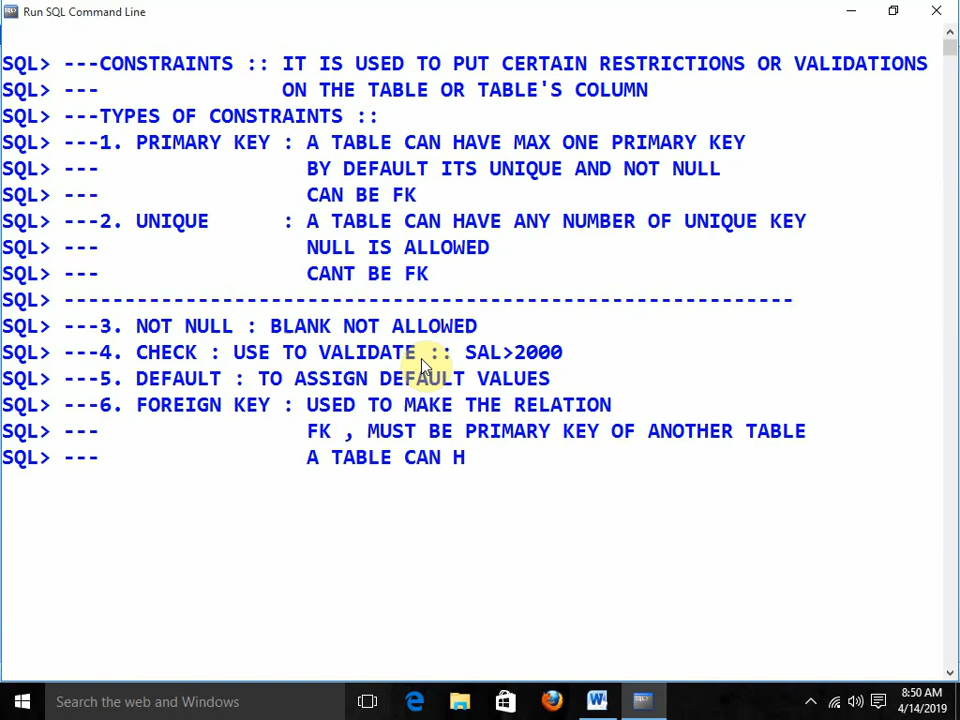 Run SQL Command Line
SQL> ---CONSTRAINTS :: IT IS USED TO PUT CERTAIN RESTRICTIONS OR VALIDATIONS
SQL> --- ON THE TABLE OR TABLE'S COLUMN
SQL> ---TYPES OF CONSTRAINTS ::
SQL> ---1. PRIMARY KEY : A TABLE CAN HAVE MAX ONE PRIMARY KEY
SQL> --- BY DEFAULT ITS UNIQUE AND NOT NULL
SQL> --- CAN BE FK
SQL> ---2. UNIQUE : A TABLE CAN HAVE ANY NUMBER OF UNIQUE KEY
SQL> --- NULL IS ALLOWED
SQL> --- CANT BE FK
SQL> ------------------------------------------------------------
SQL> ---3. NOT NULL : BLANK NOT ALLOWED
SQL> ---4. CHECK : USE TO VALIDATE :: SAL>2000
SQL> ---5. DEFAULT : TO ASSIGN DEFAULT VALUES
SQL> ---6. FOREIGN KEY : USED TO MAKE THE RELATION
SQL> --- FK , MUST BE PRIMARY KEY OF ANOTHER TABLE
SQL> --- A TABLE CAN H
Search the web and Windows
8:50 AM
4/14/2019